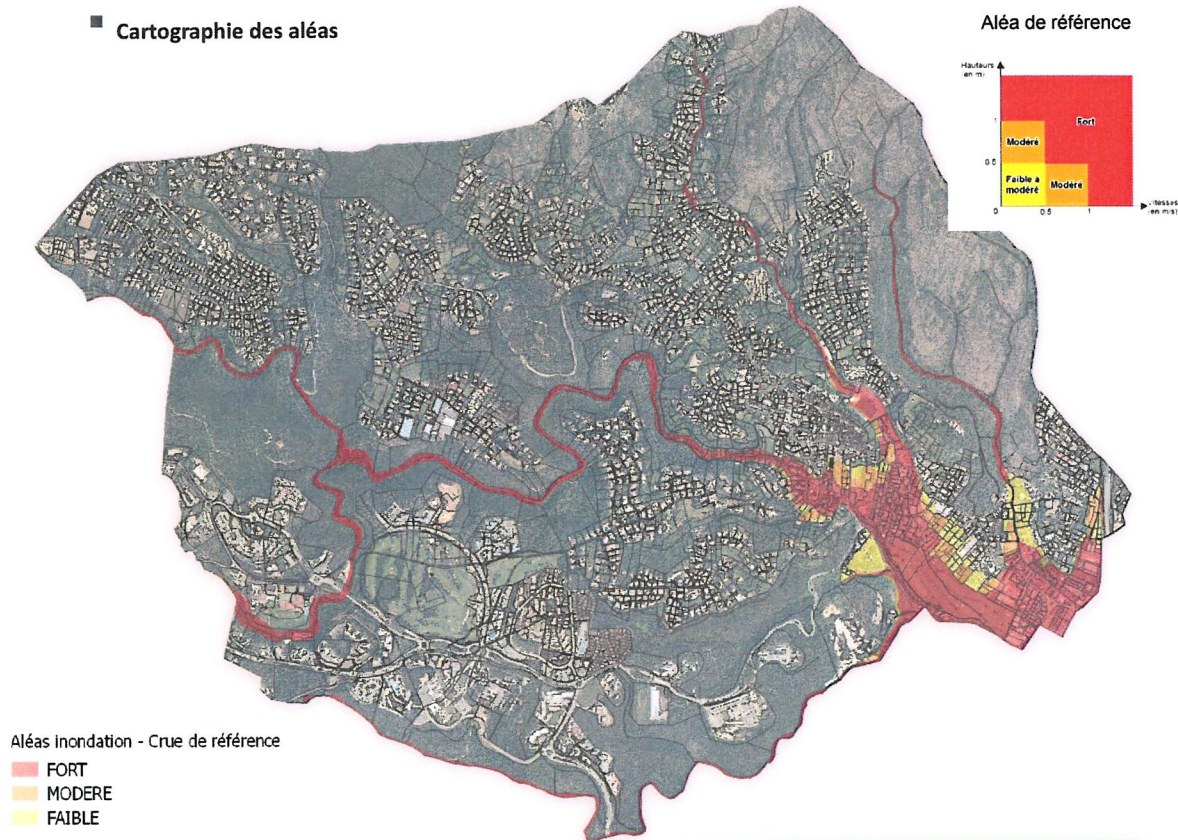 Cartographie des aléas
Aléa de référence
Hauteurs
(en m)
Fort
1
Modéré
0.5
Faible à
modéré
Modéré
vitesses
(en m/s)
0
0.5
1
Aléas inondation - Crue de référence
FORT
MODERE
FAIBLE